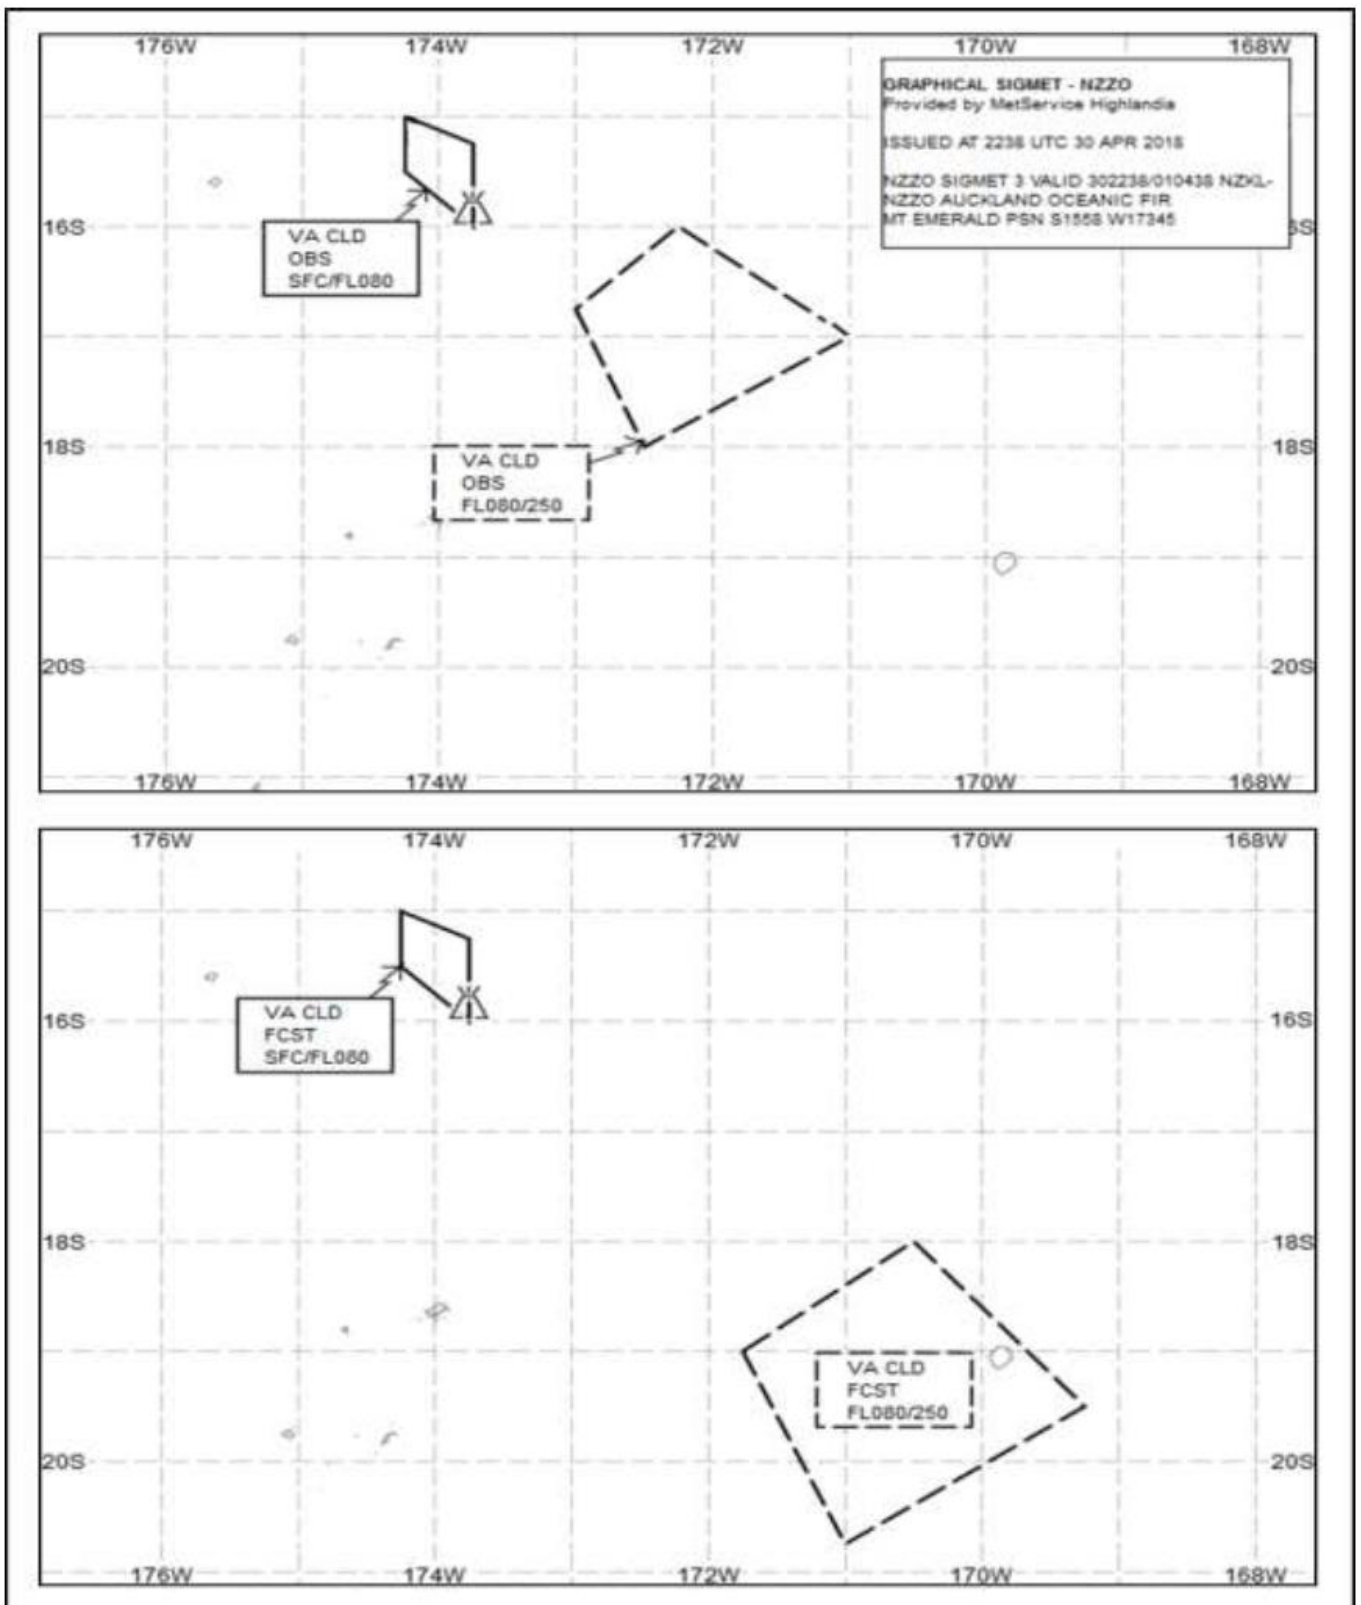 176W 174W 172W 170W 168W
GRAPHICAL SIGMET - NZZO
Provided by MetService Highlandia
ISSUED AT 2238 UTC 30 APR 2018
NZZO SIGMET 3 VALID 302238/010438 NZKL-
NZZO AUCKLAND OCEANIC FIR
MT EMERALD PSN S1558 W17345
VA CLD
OBS
SFC/FL080
16S 6S
VA CLD
OBS
FL080/250
18S 18S
20S 20S
176W 174W 172W 170W 168W
176W 174W 172W 170W 168W
VA CLD
FCST
SFC/FL080
16S 16S
18S 18S
VA CLD
FCST
FL080/250
20S 20S
176W 174W 172W 170W 168W